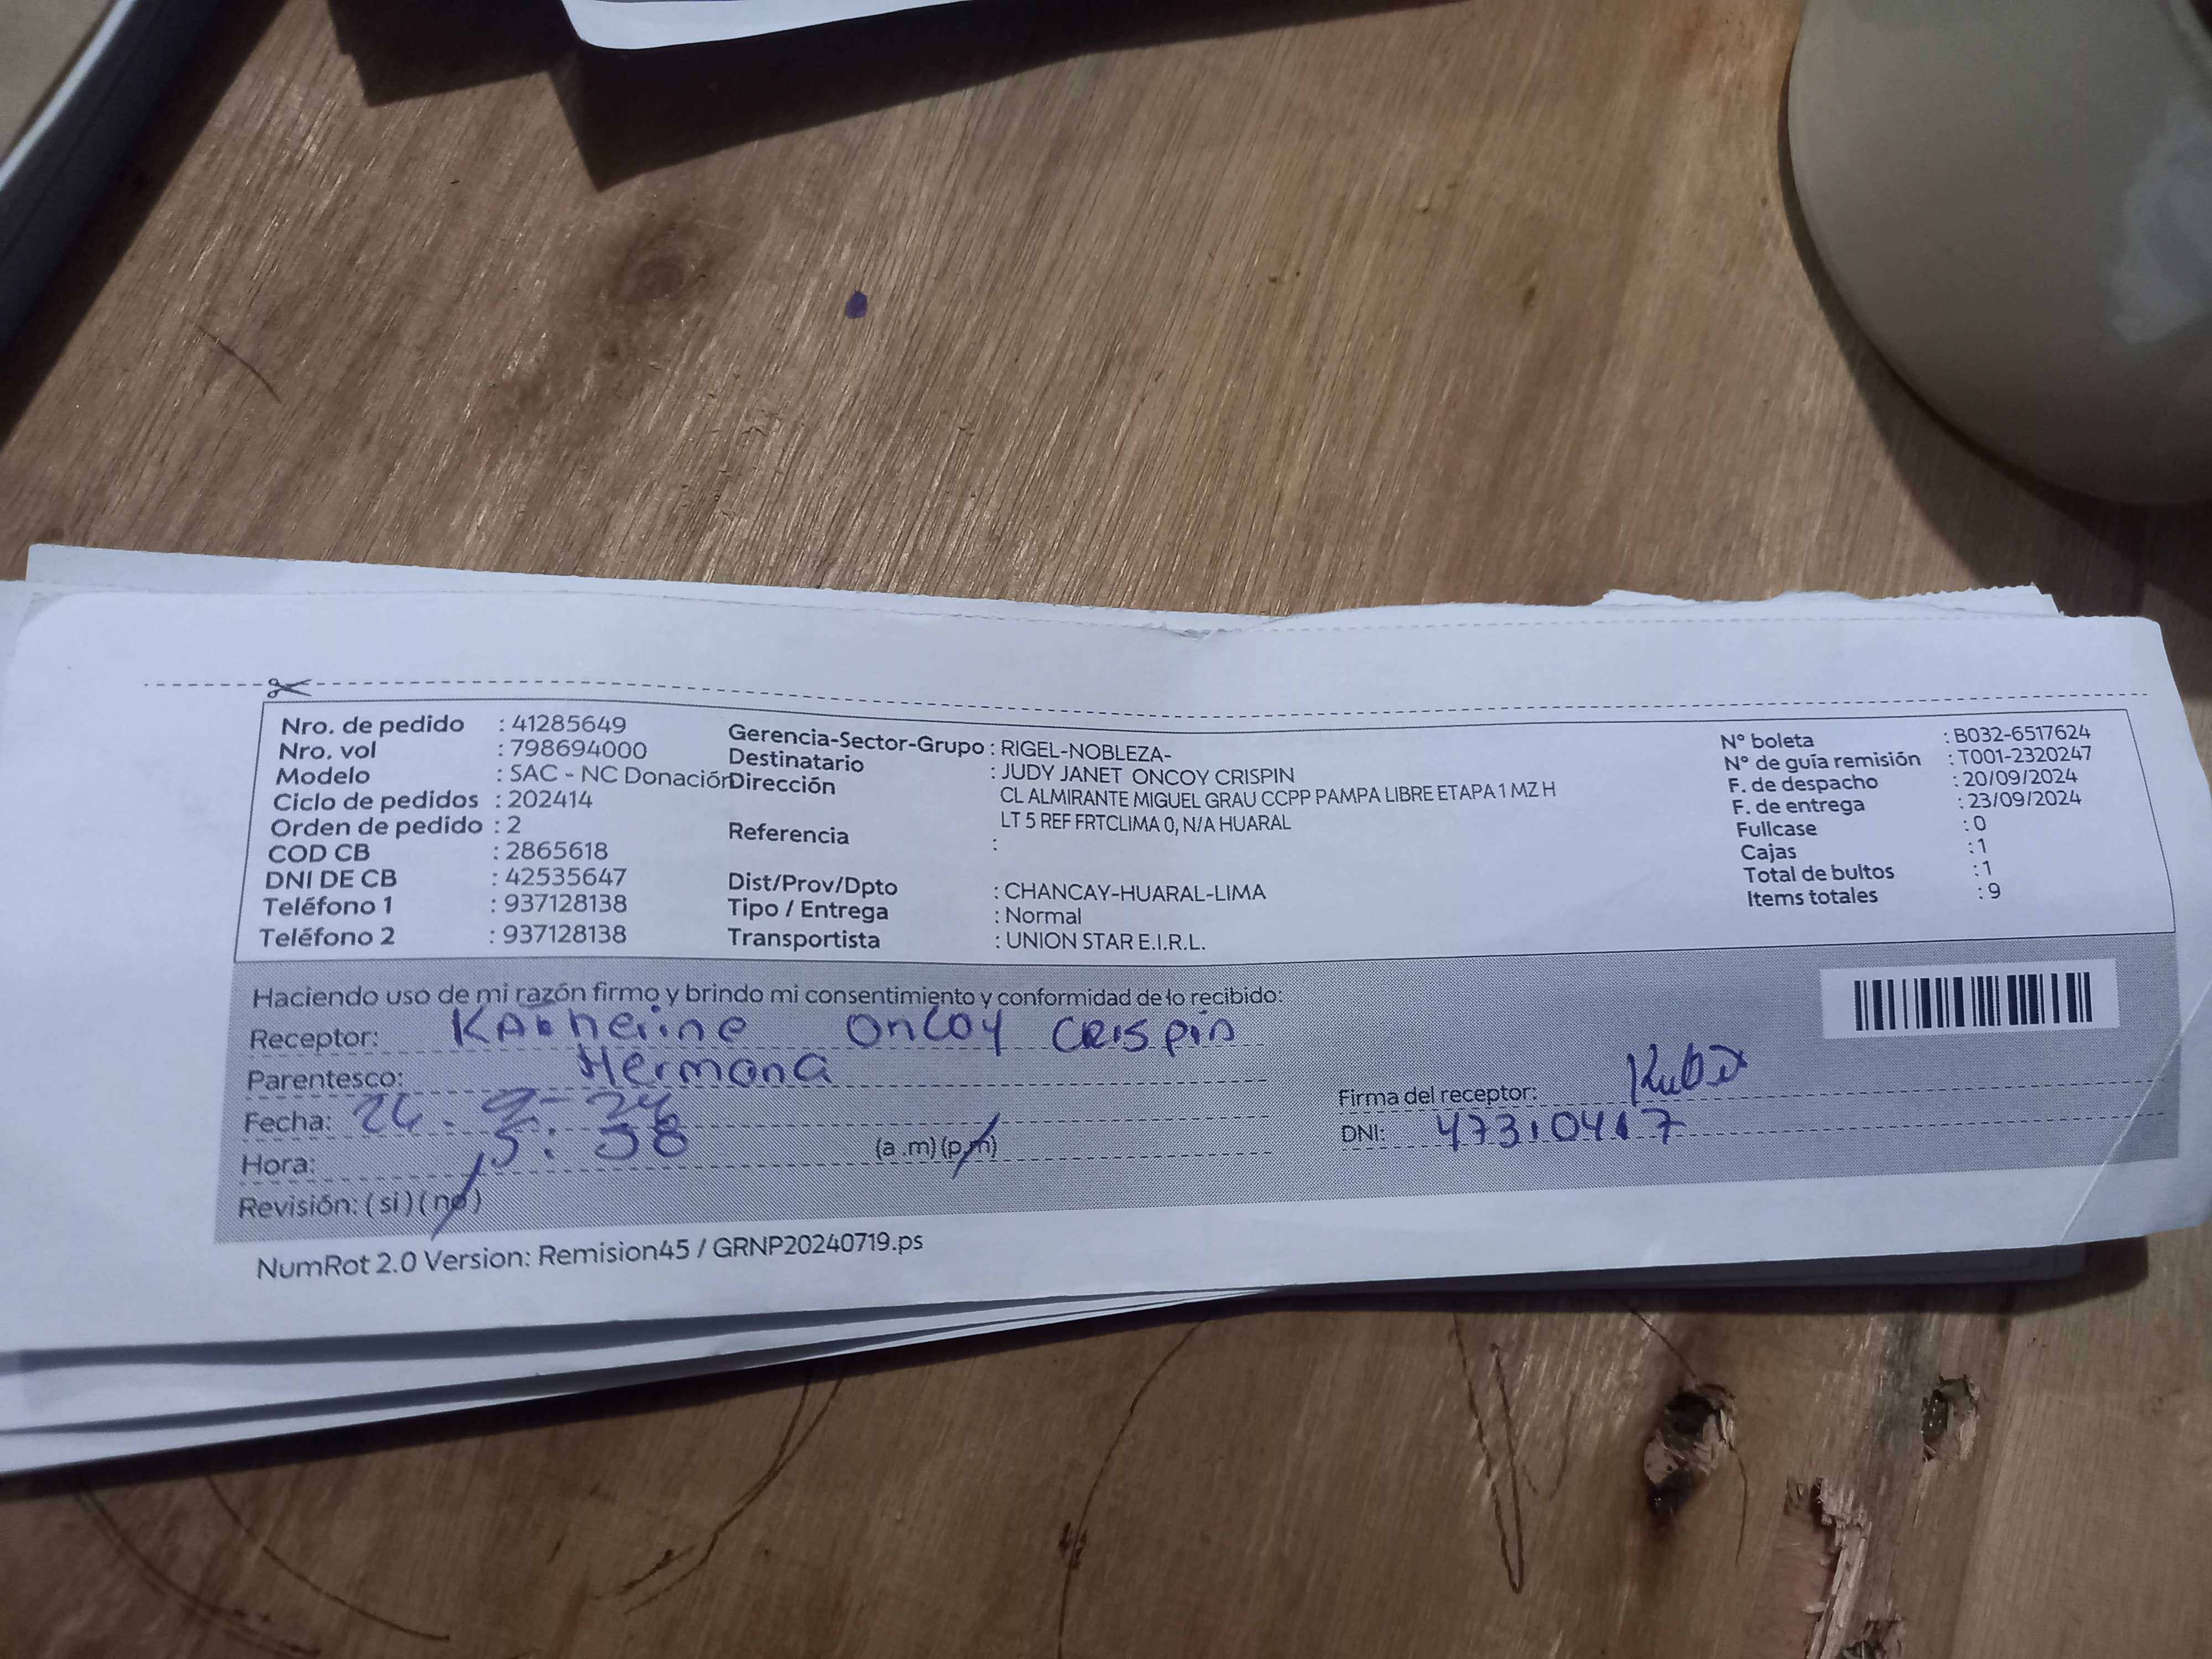 Nro. de pedido : 41285649
Nro. vol : 798694000
Modelo : SAC - NC Donación
Ciclo de pedidos : 202414
Orden de pedido : 2
COD CB : 2865618
DNI DE CB : 42535647
Teléfono 1 : 937128138
Teléfono 2 : 937128138
Gerencia-Sector-Grupo : RIGEL-NOBLEZA-
Destinatario : JUDY JANET ONCOY CRISPIN
Dirección CL ALMIRANTE MIGUEL GRAU CCPP PAMPA LIBRE ETAPA 1 MZ H
LT 5 REF FRTCLIMA 0, N/A HUARAL
Referencia :
Dist/Prov/Dpto : CHANCAY-HUARAL-LIMA
Tipo / Entrega : Normal
Transportista : UNION STAR E.I.R.L.
N° boleta : B032-6517624
N° de guía remisión : T001-2320247
F. de despacho : 20/09/2024
F. de entrega : 23/09/2024
Fullcase : 0
Cajas : 1
Total de bultos : 1
Items totales : 9
Haciendo uso de mi razón firmo y brindo mi consentimiento y conformidad de lo recibido:
Receptor: Katherine Oncoy Crispin
Parentesco: Hermana
Fecha: 24 - 9 - 24
Hora: 5 : 38 (a .m) (p.m)
Revisión: ( si ) ( no )
Firma del receptor:
DNI: 47310417
NumRot 2.0 Version: Remision45 / GRNP20240719.ps